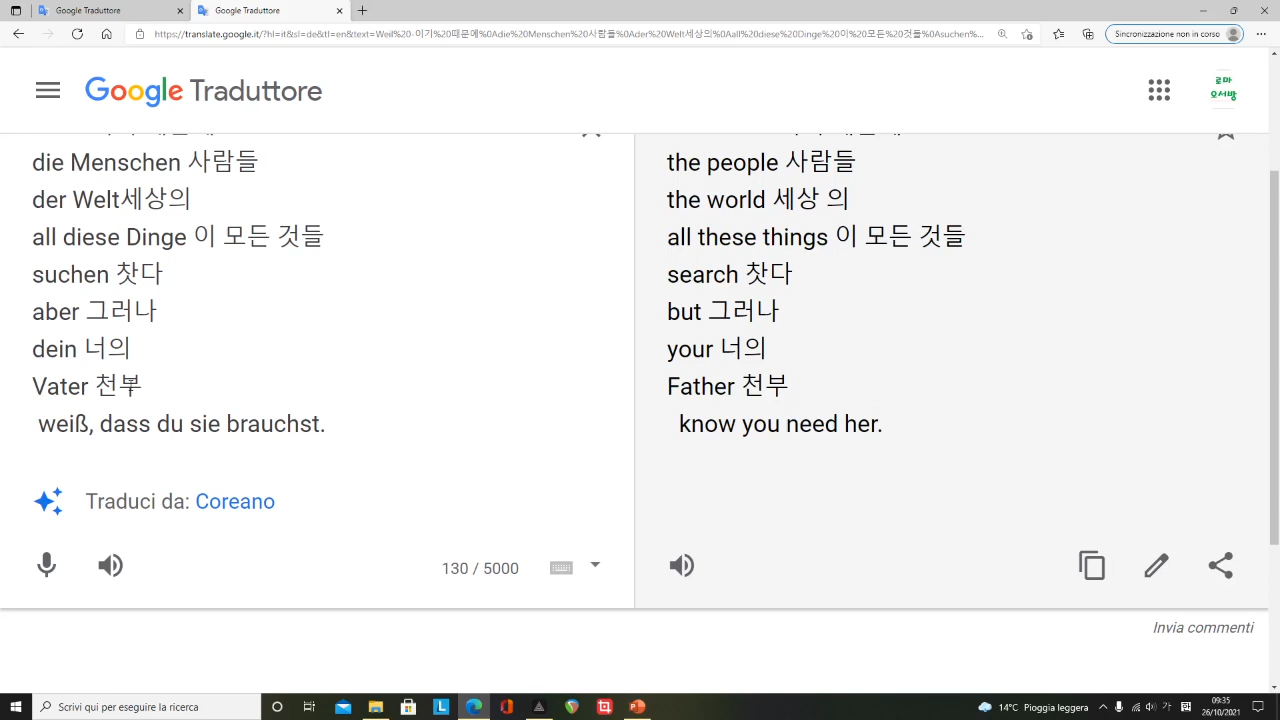 Google Traduttore
Google Traduttore
https://translate.google.it/?hl=it&sl=de&tl=en&text=Weil%20-이기%20때문에%0Adie%20Menschen%20사람들%0Ader%20Welt세상의%0Aall%20diese%20Dinge%20이%20모든%20것들%0Asuchen%...
Sincronizzazione non in corso
Google Traduttore
로마
오서방
die Menschen 사람들
the people 사람들
der Welt세상의
the world 세상 의
all diese Dinge 이 모든 것들
all these things 이 모든 것들
suchen 찻다
search 찻다
aber 그러나
but 그러나
dein 너의
your 너의
Vater 천부
Father 천부
weiß, dass du sie brauchst.
know you need her.
Traduci da: Coreano
130 / 5000
Invia commenti
Scrivi qui per eseguire la ricerca
14°C Pioggia leggera
가
09:35
26/10/2021